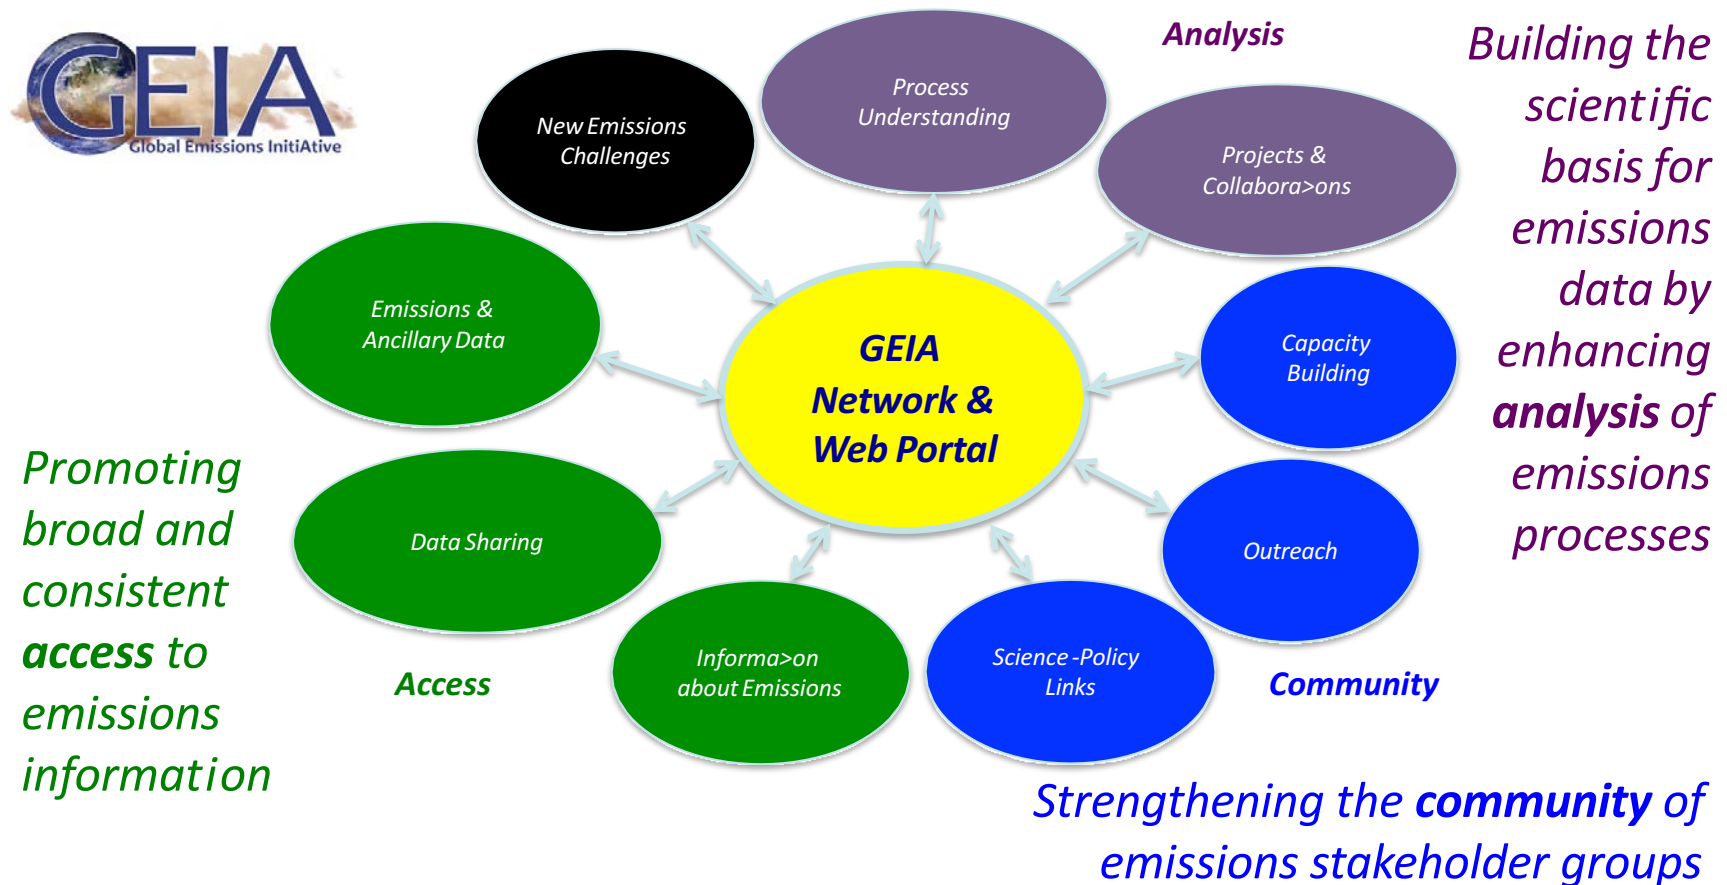 GEIA
Global Emissions InitiAtive
Analysis
Building the
scientific
basis for
emissions
data by
enhancing
analysis of
emissions
processes
New Emissions
Challenges
Process
Understanding
Projects &
Collabora>ons
Emissions &
Ancillary Data
GEIA
Network &
Web Portal
Capacity
Building
Promoting
broad and
consistent
access to
emissions
information
Data Sharing
Outreach
Access
Informa>on
about Emissions
Science-Policy
Links
Community
Strengthening the community of
emissions stakeholder groups